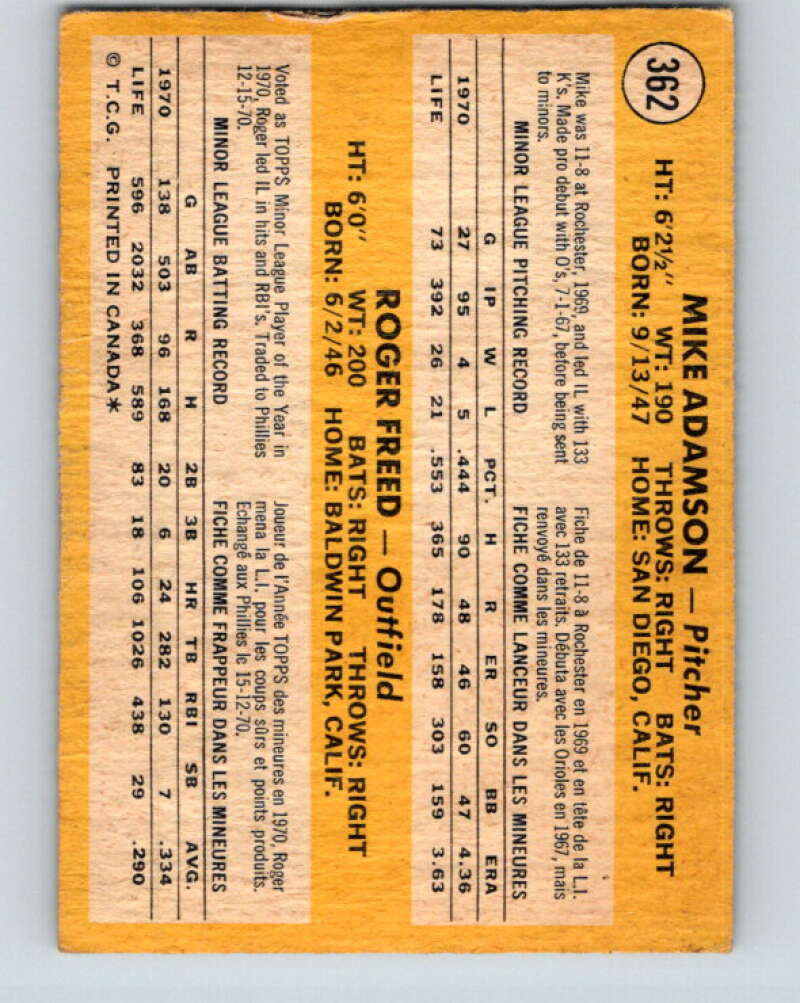 362
MIKE ADAMSON — Pitcher
HT: 6'2½" WT: 190 THROWS: RIGHT BATS: RIGHT
BORN: 9/13/47 HOME: SAN DIEGO, CALIF.
Mike was 11-8 at Rochester, 1969, and led IL with 133
K's. Made pro debut with O's, 7-1-67, before being sent
to minors.
Fiche de 11-8 à Rochester en 1969 et en tête de la L.I.
avec 133 retraits. Débuta avec les Orioles en 1967, mais
renvoyé dans les mineures.
MINOR LEAGUE PITCHING RECORD FICHE COMME LANCEUR DANS LES MINEURES
G IP W L PCT. H R ER SO BB ERA
1970 27 95 4 5 .444 90 48 46 60 47 4.36
LIFE 73 392 26 21 .553 365 178 158 303 159 3.63
ROGER FREED — Outfield
HT: 6'0" WT: 200 BATS: RIGHT THROWS: RIGHT
BORN: 6/2/46 HOME: BALDWIN PARK, CALIF.
Voted as TOPPS Minor League Player of the Year in
1970, Roger led IL in hits and RBI's. Traded to Phillies
12-15-70.
Joueur de l'Année TOPPS des mineures en 1970, Roger
mena la L.I. pour les coups sûrs et points produits.
Echangé aux Phillies le 15-12-70.
MINOR LEAGUE BATTING RECORD FICHE COMME FRAPPEUR DANS LES MINEURES
G AB R H 2B 3B HR TB RBI SB AVG.
1970 138 503 96 168 20 6 24 282 130 7 .334
LIFE 596 2032 368 589 83 18 106 1026 438 29 .290
© T.C.G. PRINTED IN CANADA*